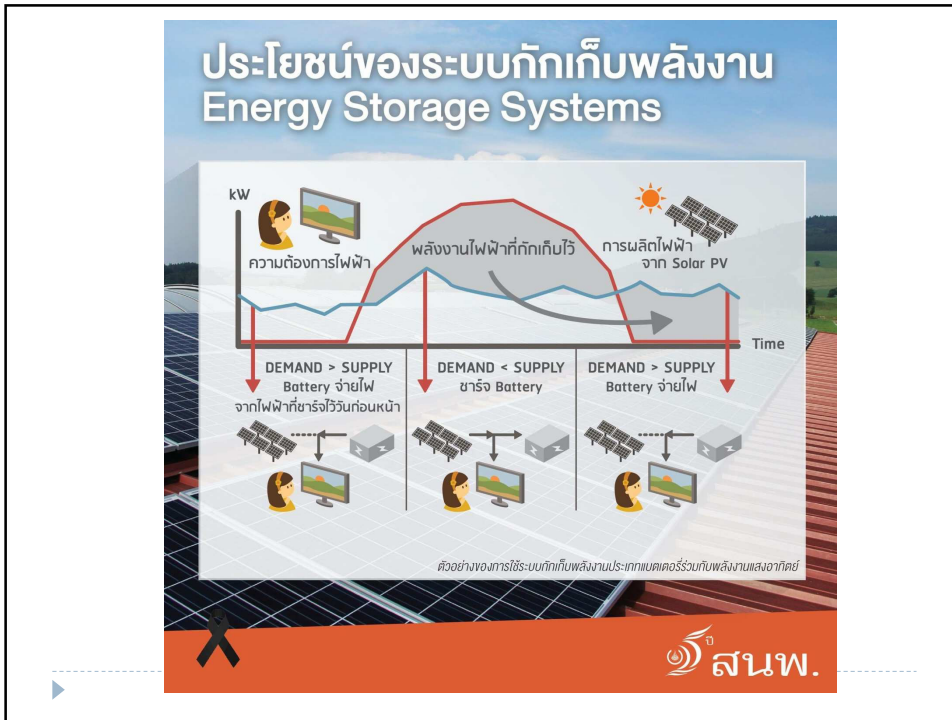 ประโยชน์ของระบบกักเก็บพลังงาน
Energy Storage Systems
kW
ความต้องการไฟฟ้า
พลังงานไฟฟ้าที่กักเก็บไว้
การผลิตไฟฟ้า
จาก Solar PV
Time
DEMAND > SUPPLY
Battery จ่ายไฟ
จากไฟฟ้าที่ชาร์จไว้วันก่อนหน้า
DEMAND < SUPPLY
ชาร์จ Battery
DEMAND > SUPPLY
Battery จ่ายไฟ
ตัวอย่างของการใช้ระบบกักเก็บพลังงานประเภทแบตเตอรี่ร่วมกับพลังงานแสงอาทิตย์
ปี
สนพ.